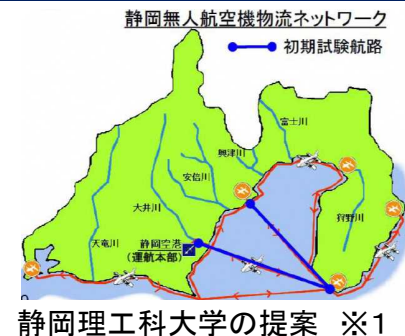 静岡無人航空機物流ネットワーク
初期試験航路
富士川
興津川
安倍川
大井川
狩野川
天竜川
静岡空港
(運航本部)
静岡理工科大学の提案 ※1